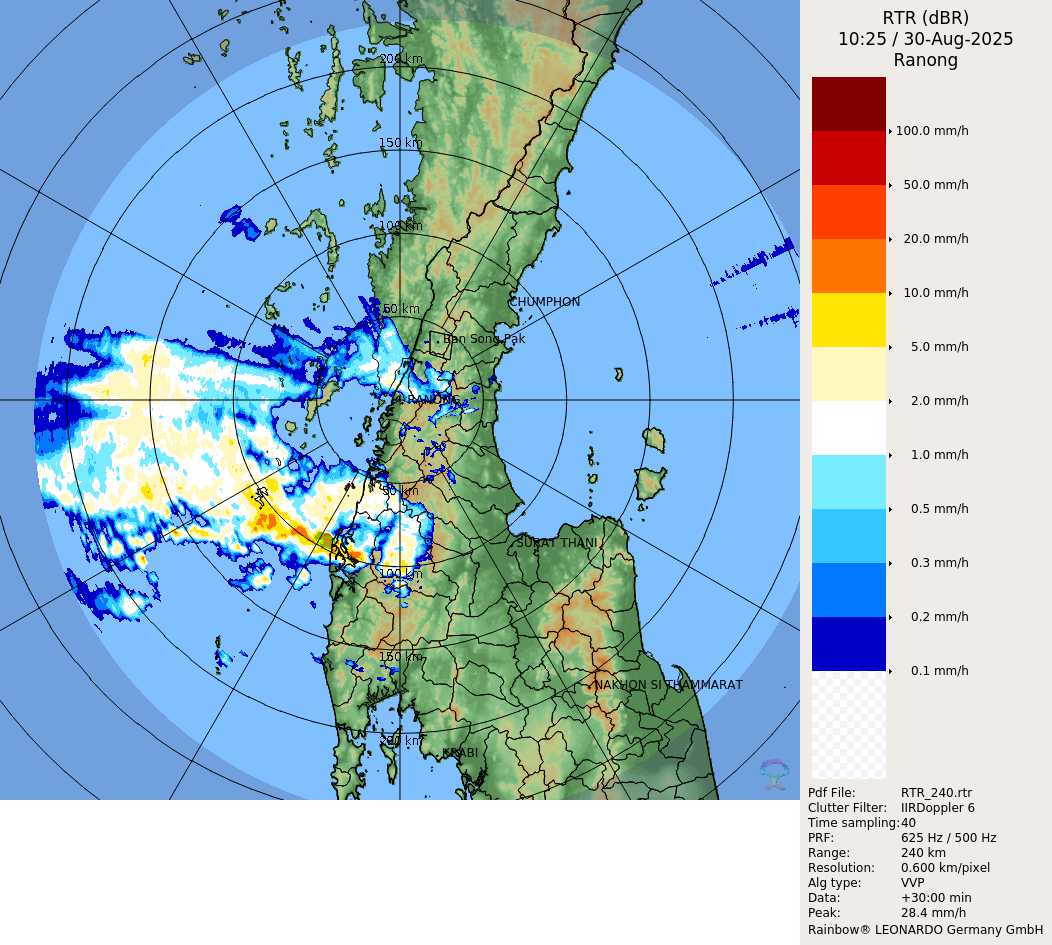 RTR (dBR)
10:25 / 30-Aug-2025
Ranong
200 km
150 km
100 km
50 km
CHUMPHON
Ban Song Pak
RANONG
50 km
SURAT THANI
100 km
150 km
NAKHON SI THAMMARAT
200 km
KRABI
100.0 mm/h
50.0 mm/h
20.0 mm/h
10.0 mm/h
5.0 mm/h
2.0 mm/h
1.0 mm/h
0.5 mm/h
0.3 mm/h
0.2 mm/h
0.1 mm/h
Pdf File: RTR_240.rtr
Clutter Filter: IIRDoppler 6
Time sampling:40
PRF: 625 Hz / 500 Hz
Range: 240 km
Resolution: 0.600 km/pixel
Alg type: VVP
Data: +30:00 min
Peak: 28.4 mm/h
Rainbow® LEONARDO Germany GmbH